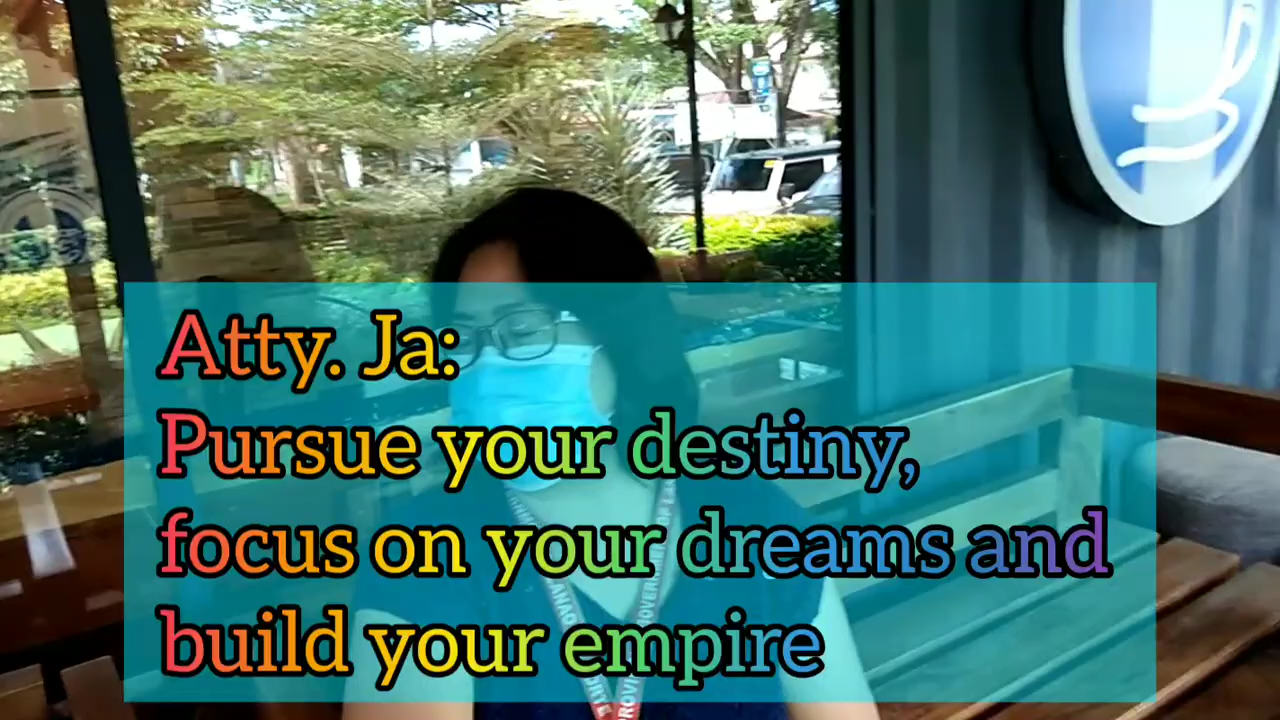 Atty. Ja:
Pursue your destiny,
focus on your dreams and
build your empire